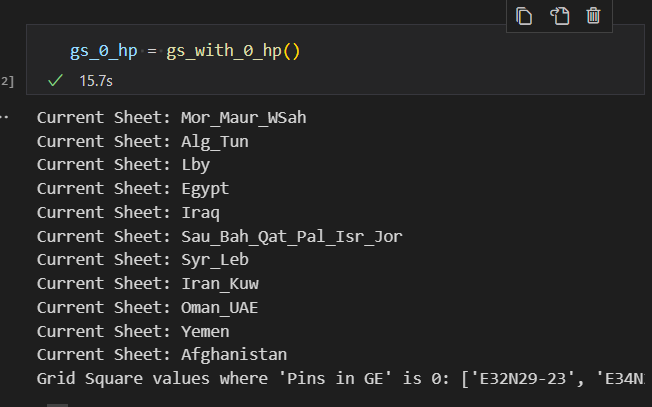 gs_0_hp = gs_with_0_hp()
2]
15.7s
Current Sheet: Mor_Maur_WSah
Current Sheet: Alg_Tun
Current Sheet: Lby
Current Sheet: Egypt
Current Sheet: Iraq
Current Sheet: Sau_Bah_Qat_Pal_Isr_Jor
Current Sheet: Syr_Leb
Current Sheet: Iran_Kuw
Current Sheet: Oman_UAE
Current Sheet: Yemen
Current Sheet: Afghanistan
Grid Square values where 'Pins in GE' is 0: ['E32N29-23', 'E34N